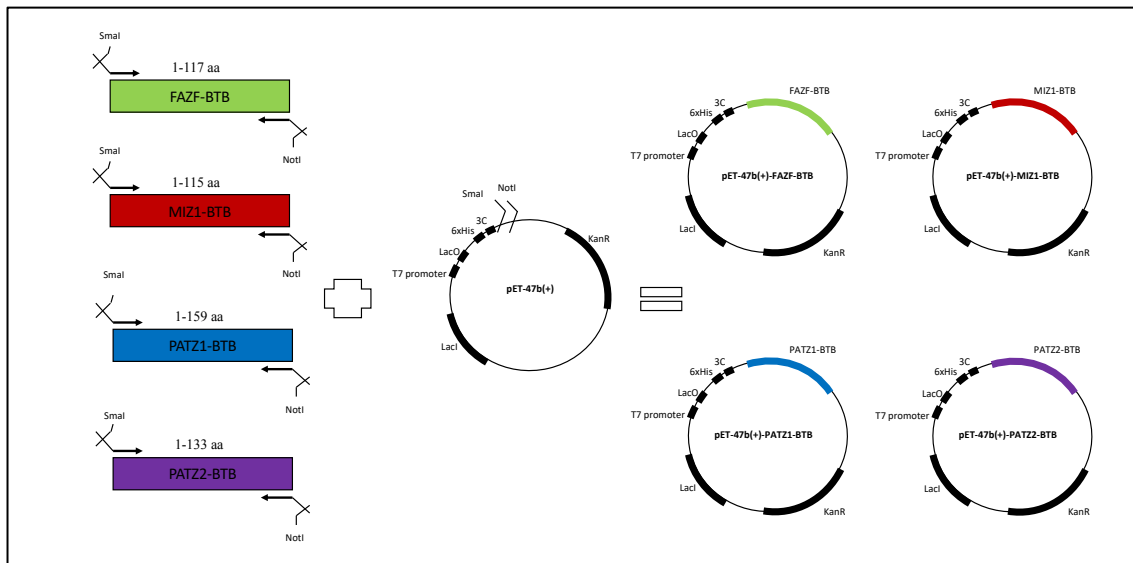 SmaI
1-117 aa
FAZF-BTB
NotI
SmaI
1-115 aa
MIZ1-BTB
NotI
SmaI
1-159 aa
PATZ1-BTB
NotI
SmaI
1-133 aa
PATZ2-BTB
NotI
SmaI
NotI
3C
6xHis
LacO
T7 promoter
KanR
pET-47b(+)
LacI
FAZF-BTB
3C
6xHis
LacO
T7 promoter
pET-47b(+)-FAZF-BTB
LacI
KanR
MIZ1-BTB
3C
6xHis
LacO
T7 promoter
pET-47b(+)-MIZ1-BTB
LacI
KanR
PATZ1-BTB
3C
6xHis
LacO
T7 promoter
pET-47b(+)-PATZ1-BTB
LacI
KanR
PATZ2-BTB
3C
6xHis
LacO
T7 promoter
pET-47b(+)-PATZ2-BTB
LacI
KanR